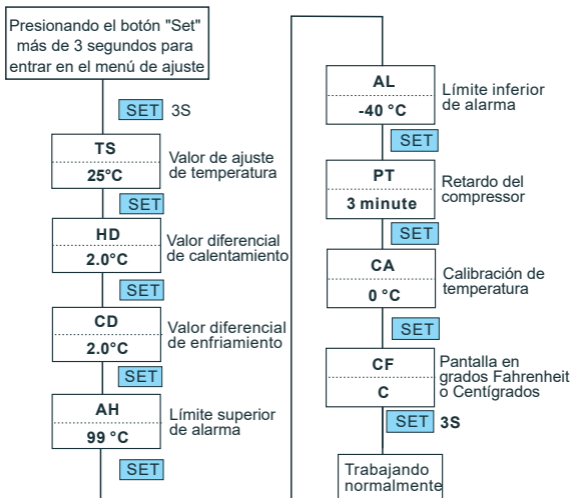 Presionando el botón "Set"
más de 3 segundos para
entrar en el menú de ajuste
SET 3S
TS
25°C
Valor de ajuste
de temperatura
SET
HD
2.0°C
Valor diferencial
de calentamiento
SET
CD
2.0°C
Valor diferencial
de enfriamiento
SET
AH
99 °C
Límite superior
de alarma
SET
AL
-40 °C
Límite inferior
de alarma
SET
PT
3 minute
Retardo del
compressor
SET
CA
0 °C
Calibración de
temperatura
SET
CF
C
Pantalla en
grados Fahrenheit
o Centígrados
SET 3S
Trabajando
normalmente